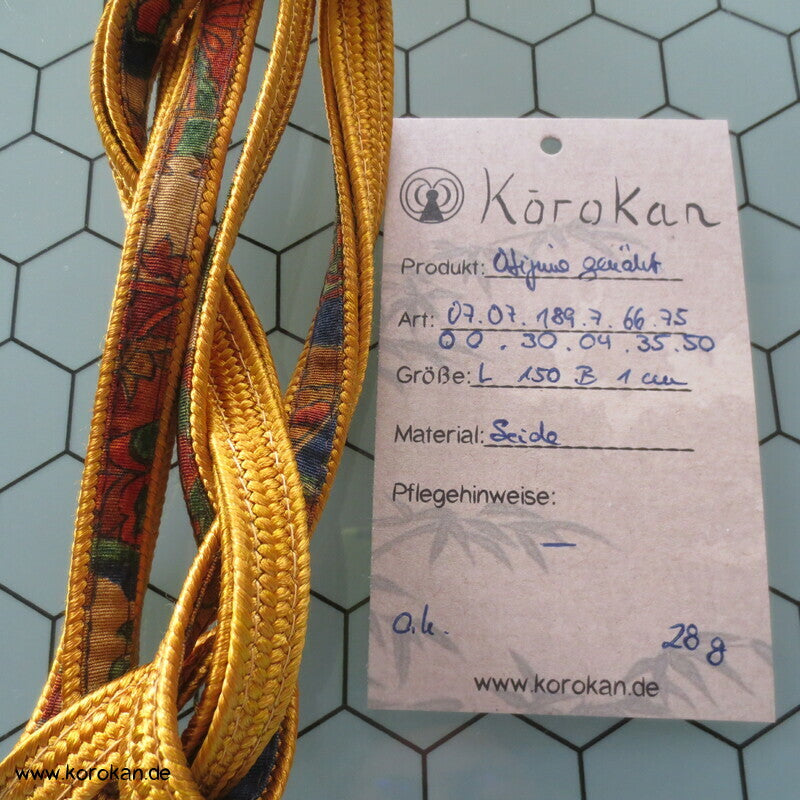 Kōrokan
Produkt: Obijime genäht
Art: 07.07.189.7.66.75
00.30.04.35.50
Größe: L 150 B 1 cm
Material: Seide
Pflegehinweise:
—
o.k.
28 g
www.korokan.de
www.korokan.de